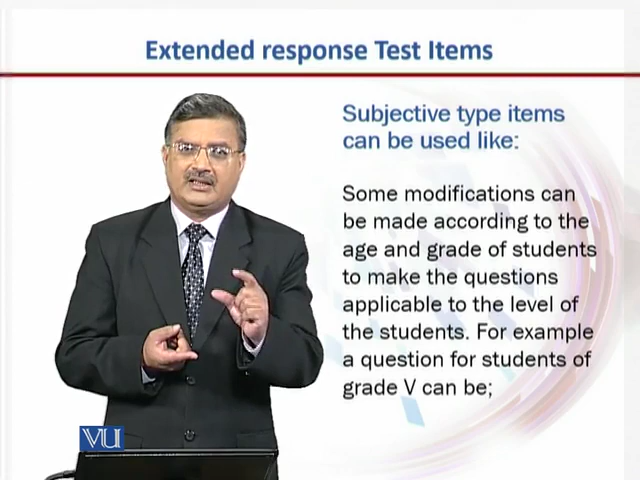 Extended response Test Items
Subjective type items
can be used like:
Some modifications can
be made according to the
age and grade of students
to make the questions
applicable to the level of
the students. For example
a question for students of
grade V can be;
VU